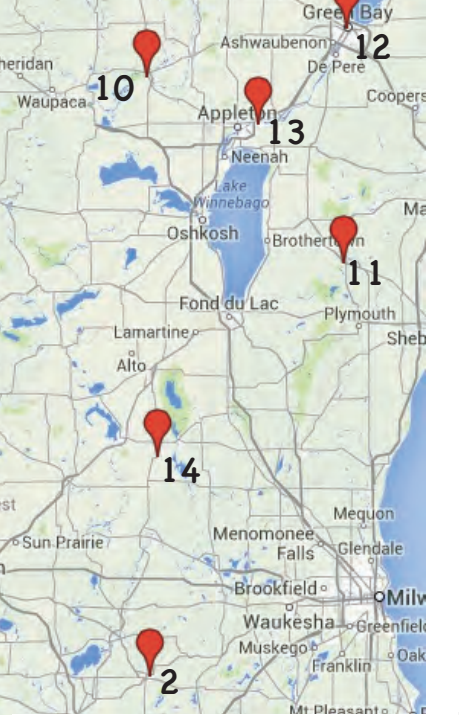 Green Bay
Ashwaubenon
12
De Pere
heridan
10
Waupaca
Coopers
Appleton
13
Neenah
Lake
Winnebago
Ma
Oshkosh
Brothertown
11
Fond du Lac
Plymouth
Lamartine
Sheb
Alto
14
est
Mequon
Sun Prairie
Menomonee
Falls
Glendale
n
Brookfield
Milw
Waukesha
Greenfield
Muskego
Oak
Franklin
2
Mt Pleasant